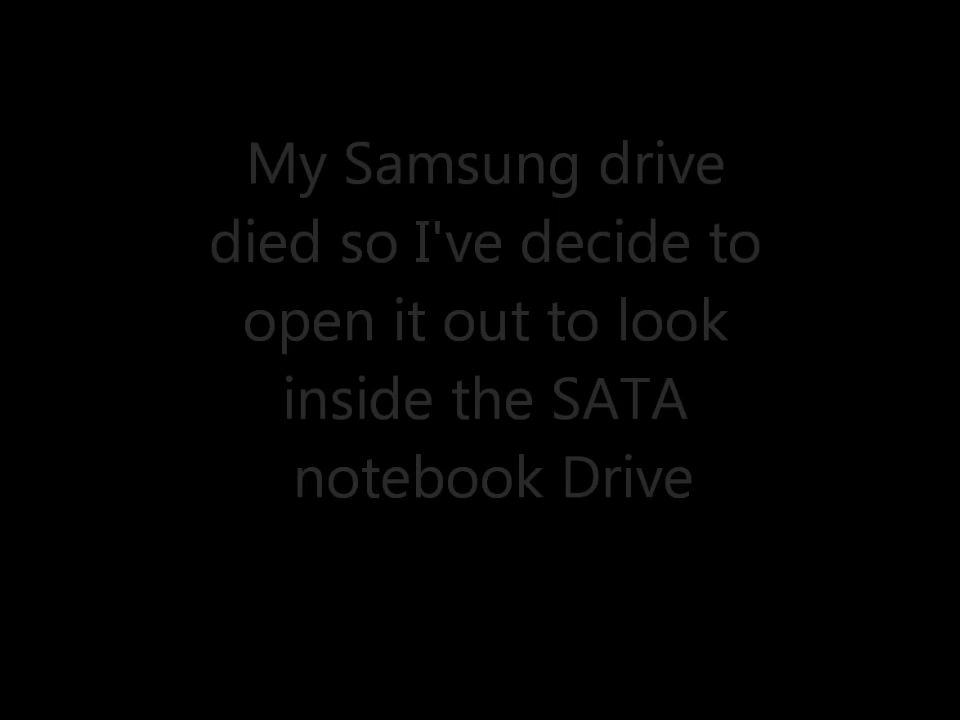 My Samsung drive
died so I've decide to
open it out to look
inside the SATA
notebook Drive